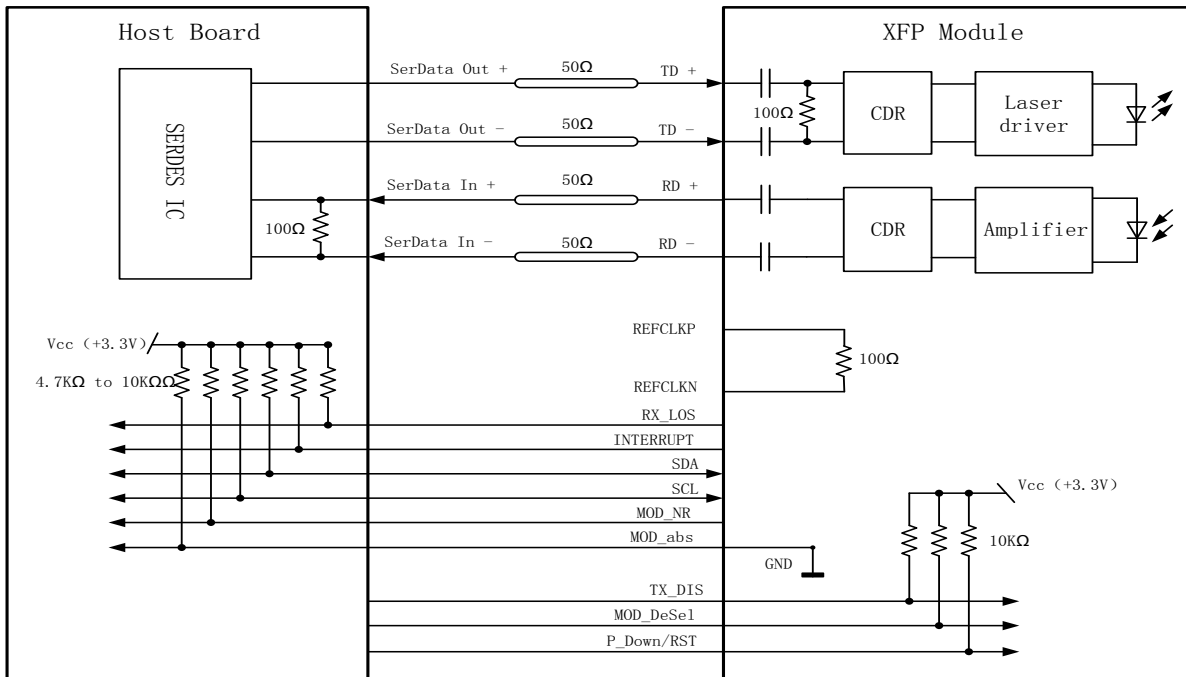 Host Board
XFP Module
SerData Out +
50Ω
TD +
100Ω
CDR
Laser
driver
SerData Out -
50Ω
TD -
SERDES IC
SerData In +
50Ω
RD +
100Ω
CDR
Amplifier
SerData In -
50Ω
RD -
REFCLKP
Vcc (+3.3V)
100Ω
4.7KΩ to 10KΩΩ
REFCLKN
RX_LOS
INTERRUPT
SDA
SCL
Vcc (+3.3V)
MOD_NR
MOD_abs
10KΩ
GND
TX_DIS
MOD_DeSel
P_Down/RST